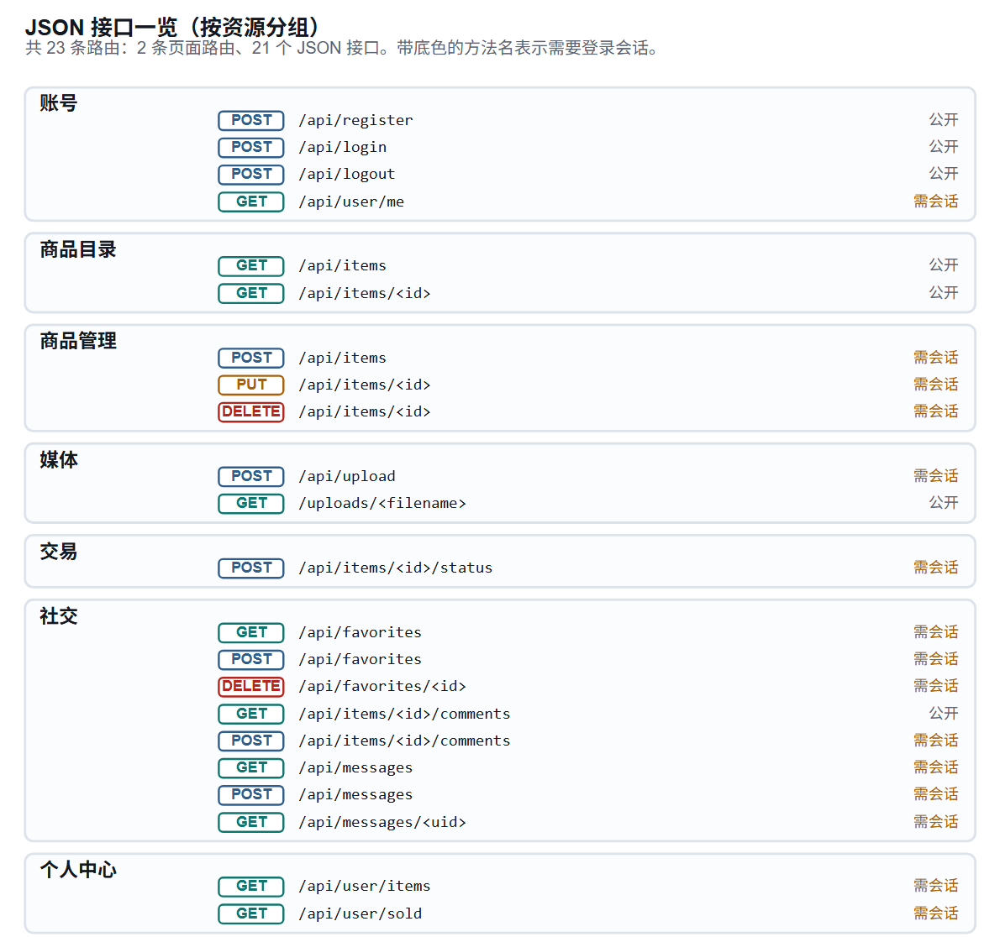 JSON 接口一览（按资源分组）
共 23 条路由：2 条页面路由、21 个 JSON 接口。带底色的方法名表示需要登录会话。
账号
POST /api/register 公开
POST /api/login 公开
POST /api/logout 公开
GET /api/user/me 需会话
商品目录
GET /api/items 公开
GET /api/items/<id> 公开
商品管理
POST /api/items 需会话
PUT /api/items/<id> 需会话
DELETE /api/items/<id> 需会话
媒体
POST /api/upload 需会话
GET /uploads/<filename> 公开
交易
POST /api/items/<id>/status 需会话
社交
GET /api/favorites 需会话
POST /api/favorites 需会话
DELETE /api/favorites/<id> 需会话
GET /api/items/<id>/comments 公开
POST /api/items/<id>/comments 需会话
GET /api/messages 需会话
POST /api/messages 需会话
GET /api/messages/<uid> 需会话
个人中心
GET /api/user/items 需会话
GET /api/user/sold 需会话